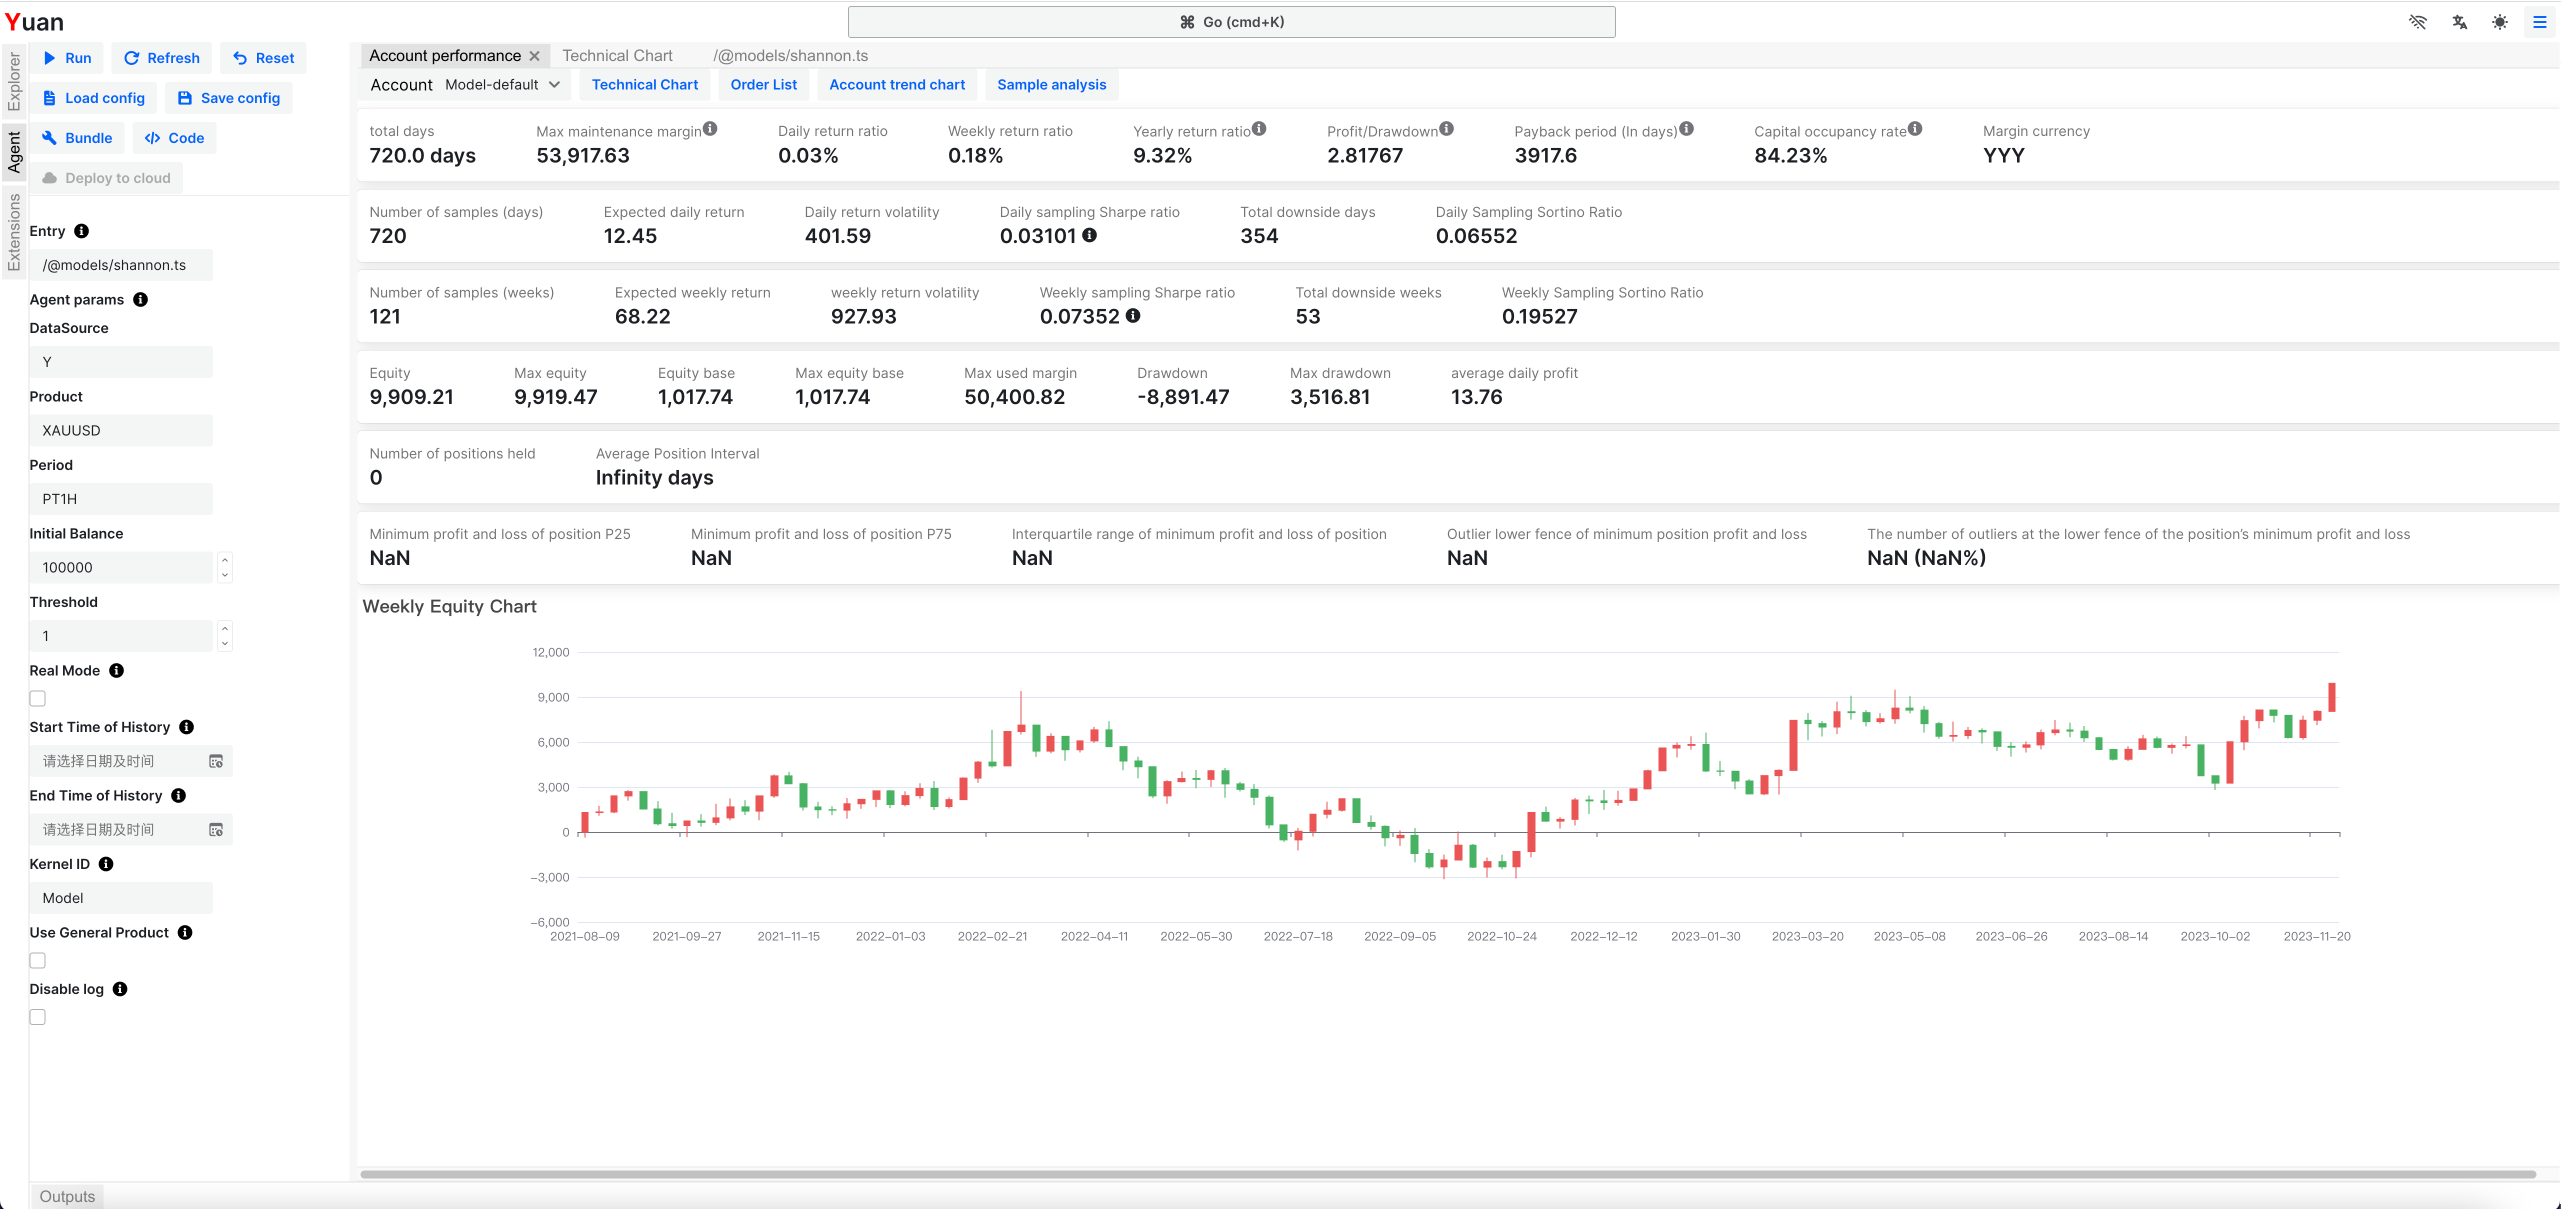 Yuan
⌘ Go (cmd+K)
Explorer
Agent
Extensions
Run Refresh Reset
Load config Save config
Bundle Code
Deploy to cloud
Entry
/@models/shannon.ts
Agent params
DataSource
Y
Product
XAUUSD
Period
PT1H
Initial Balance
100000
Threshold
1
Real Mode
Start Time of History
请选择日期及时间
End Time of History
请选择日期及时间
Kernel ID
Model
Use General Product
Disable log
Account performance Technical Chart /@models/shannon.ts
Account Model-default Technical Chart Order List Account trend chart Sample analysis
total days Max maintenance margin Daily return ratio Weekly return ratio Yearly return ratio Profit/Drawdown Payback period (In days) Capital occupancy rate Margin currency
720.0 days 53,917.63 0.03% 0.18% 9.32% 2.81767 3917.6 84.23% YYY
Number of samples (days) Expected daily return Daily return volatility Daily sampling Sharpe ratio Total downside days Daily Sampling Sortino Ratio
720 12.45 401.59 0.03101 354 0.06552
Number of samples (weeks) Expected weekly return weekly return volatility Weekly sampling Sharpe ratio Total downside weeks Weekly Sampling Sortino Ratio
121 68.22 927.93 0.07352 53 0.19527
Equity Max equity Equity base Max equity base Max used margin Drawdown Max drawdown average daily profit
9,909.21 9,919.47 1,017.74 1,017.74 50,400.82 -8,891.47 3,516.81 13.76
Number of positions held Average Position Interval
0 Infinity days
Minimum profit and loss of position P25 Minimum profit and loss of position P75 Interquartile range of minimum profit and loss of position Outlier lower fence of minimum position profit and loss The number of outliers at the lower fence of the position's minimum profit and loss
NaN NaN NaN NaN NaN (NaN%)
Weekly Equity Chart
12,000
9,000
6,000
3,000
0
-3,000
-6,000
2021-08-09 2021-09-27 2021-11-15 2022-01-03 2022-02-21 2022-04-11 2022-05-30 2022-07-18 2022-09-05 2022-10-24 2022-12-12 2023-01-30 2023-03-20 2023-05-08 2023-06-26 2023-08-14 2023-10-02 2023-11-20
Outputs